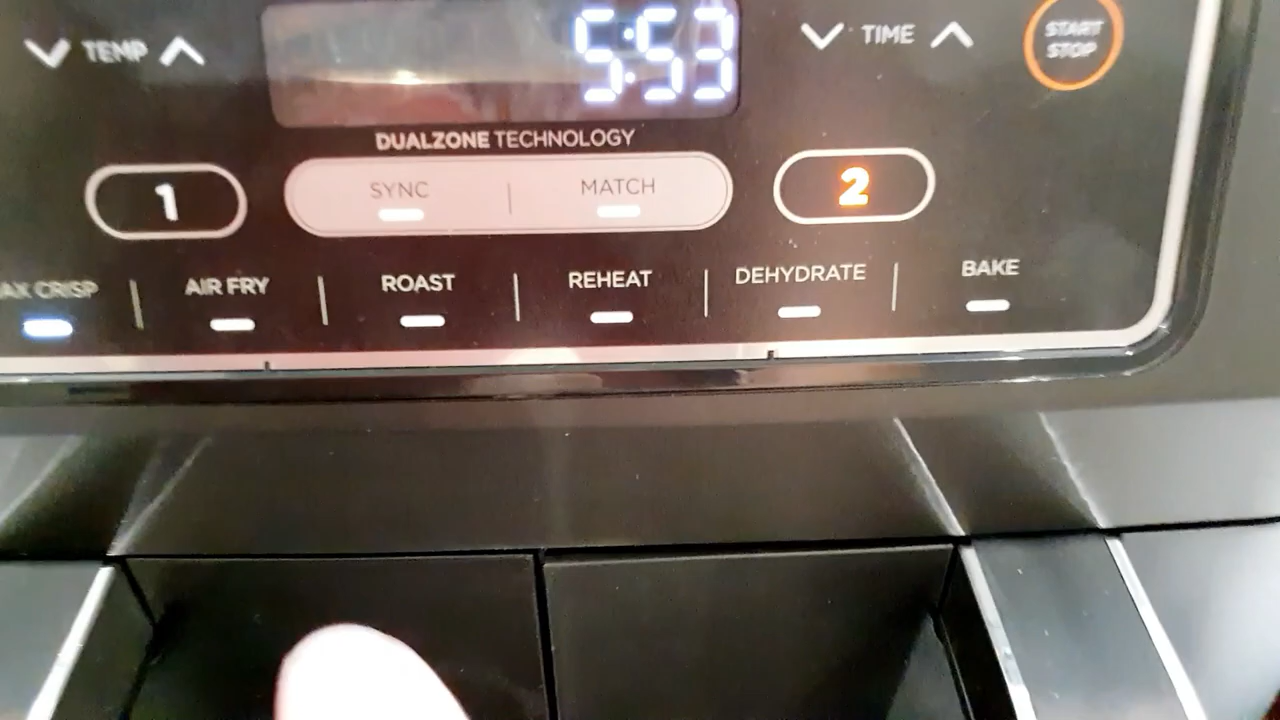 TEMP
5:53
TIME
START
STOP
DUALZONE TECHNOLOGY
1
SYNC
MATCH
2
AX CRISP
AIR FRY
ROAST
REHEAT
DEHYDRATE
BAKE